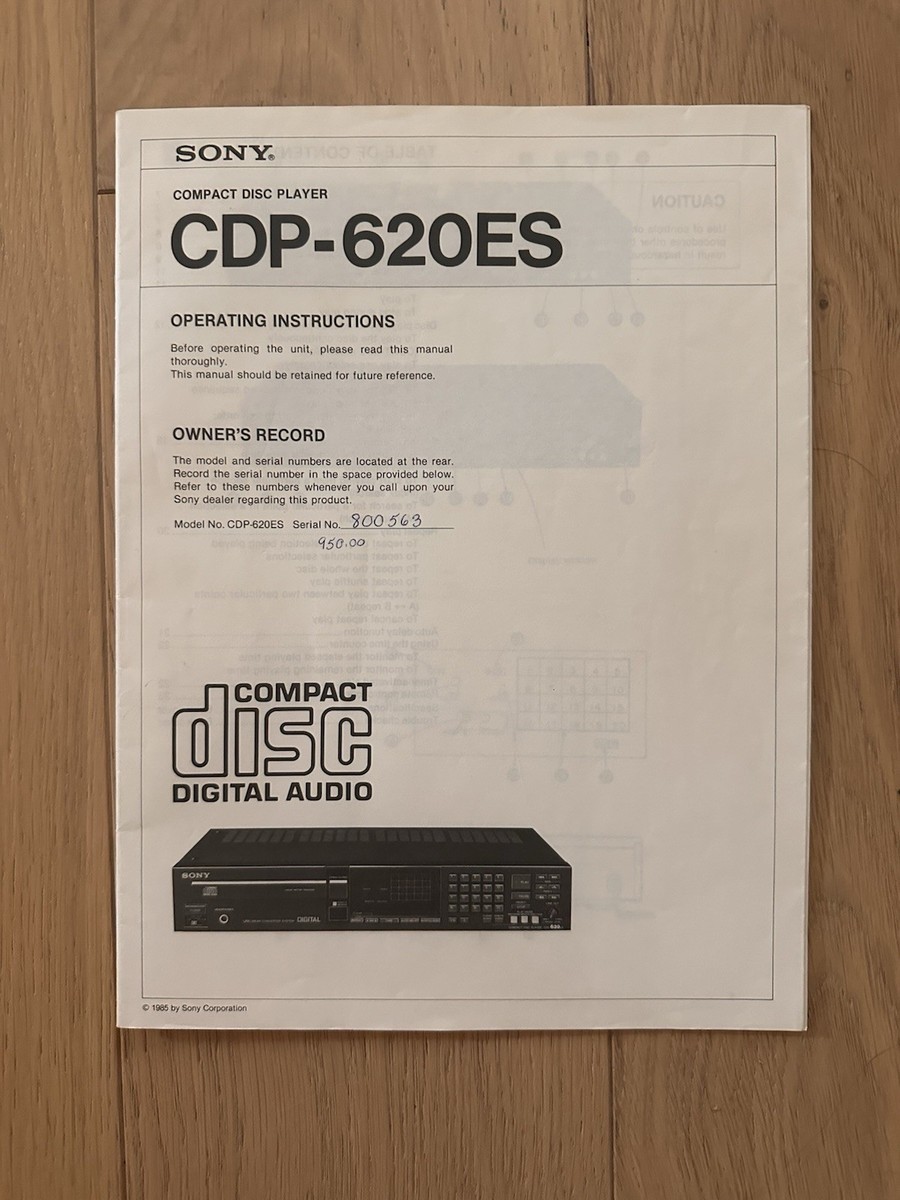 SONY®
COMPACT DISC PLAYER
CDP-620ES
OPERATING INSTRUCTIONS
Before operating the unit, please read this manual
thoroughly.
This manual should be retained for future reference.
OWNER'S RECORD
The model and serial numbers are located at the rear.
Record the serial number in the space provided below.
Refer to these numbers whenever you call upon your
Sony dealer regarding this product.
Model No. CDP-620ES Serial No. 800563
950.00
COMPACT
disc
DIGITAL AUDIO
SONY
DIGITAL
© 1985 by Sony Corporation